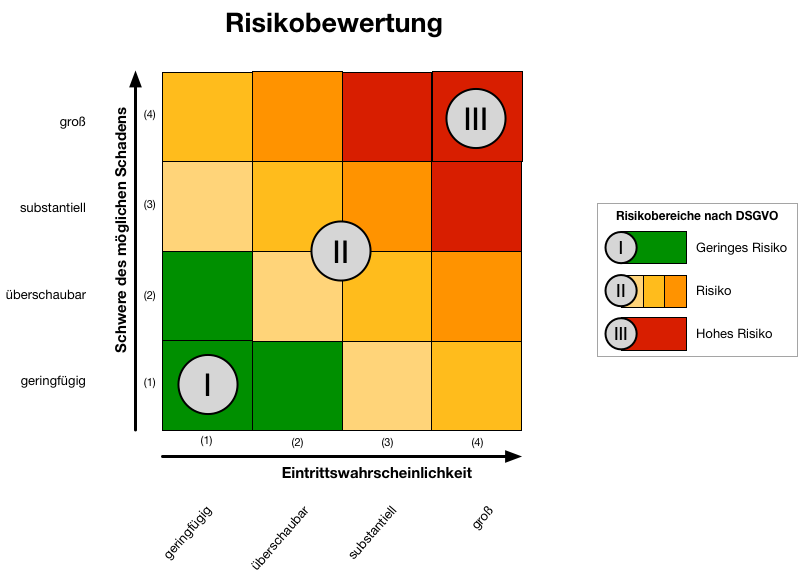 Risikobewertung
Schwere des möglichen Schadens
groß
(4)
III
substantiell
(3)
II
überschaubar
(2)
geringfügig
(1)
I
(1)
(2)
(3)
(4)
Eintrittswahrscheinlichkeit
geringfügig
überschaubar
substantiell
groß
Risikobereiche nach DSGVO
I
Geringes Risiko
II
Risiko
III
Hohes Risiko